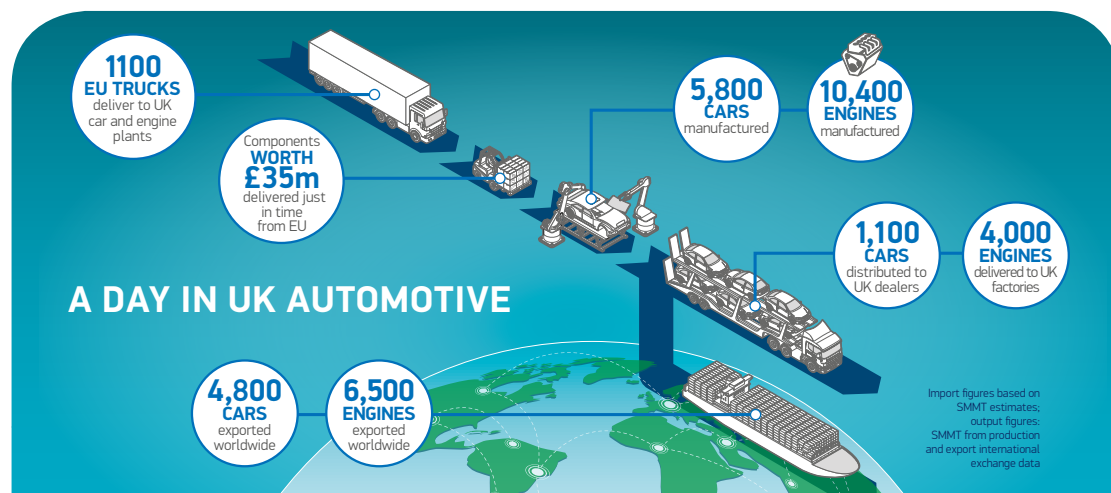 1100
EU TRUCKS
deliver to UK
car and engine
plants
Components
WORTH
£35m
delivered just
in time
from EU
5,800
CARS
manufactured
10,400
ENGINES
manufactured
1,100
CARS
distributed to
UK dealers
4,000
ENGINES
delivered to UK
factories
A DAY IN UK AUTOMOTIVE
4,800
CARS
exported
worldwide
6,500
ENGINES
exported
worldwide
Import figures based on
SMMT estimates;
output figures:
SMMT from production
and export international
exchange data